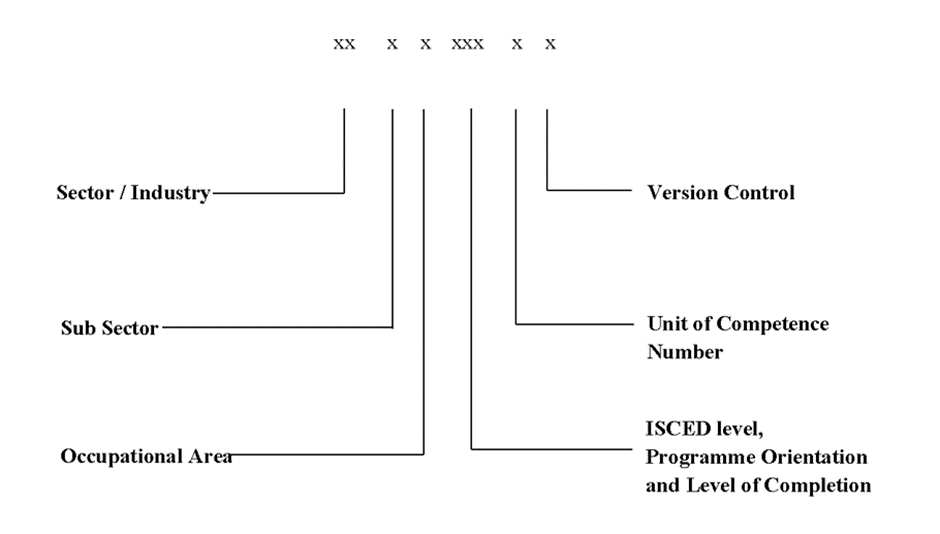 xx x x xxx x x
Sector / Industry
Version Control
Sub Sector
Unit of Competence
Number
Occupational Area
ISCED level,
Programme Orientation
and Level of Completion